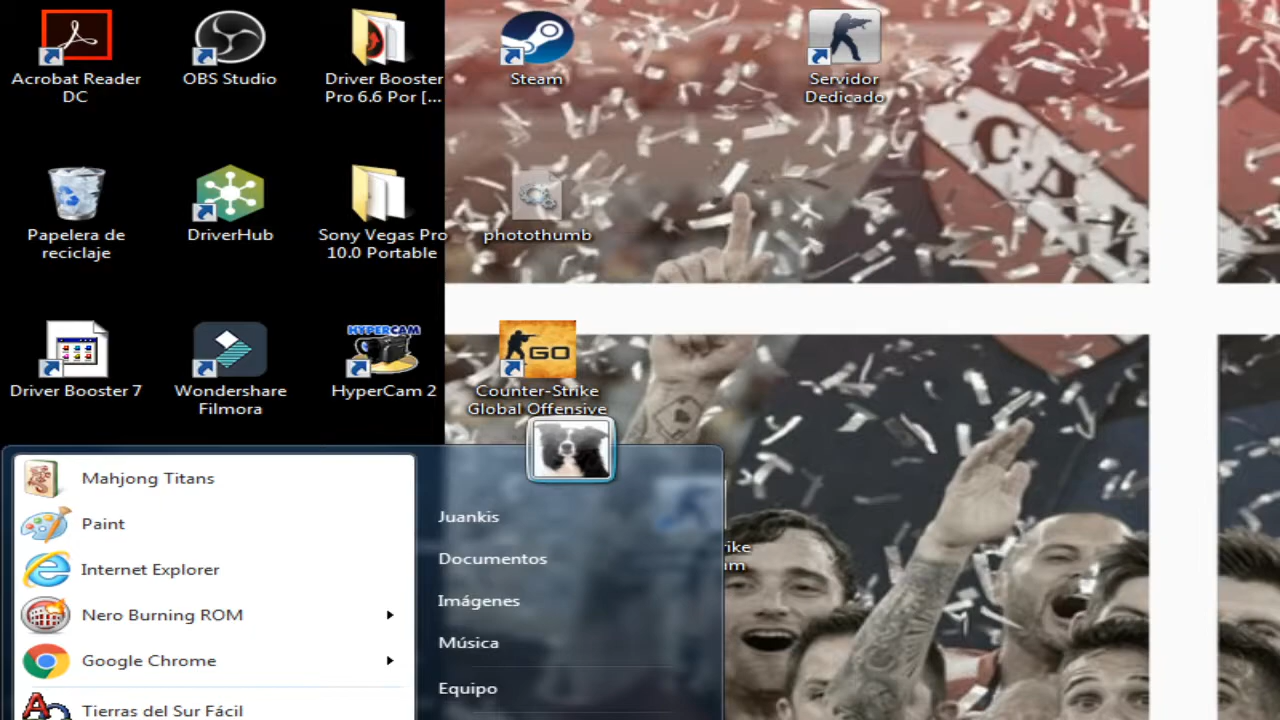 Acrobat Reader
DC
OBS Studio
Driver Booster
Pro 6.6 Por [...
Steam
Servidor
Dedicado
C.A.
Papelera de
reciclaje
DriverHub
Sony Vegas Pro
10.0 Portable
photothumb
Driver Booster 7
Wondershare
Filmora
HYPERCAM
HyperCam 2
GO
Counter-Strike
Global Offensive
Mahjong Titans
Paint
Internet Explorer
Nero Burning ROM
Google Chrome
Tierras del Sur Fácil
Juankis
Documentos
Imágenes
Música
Equipo